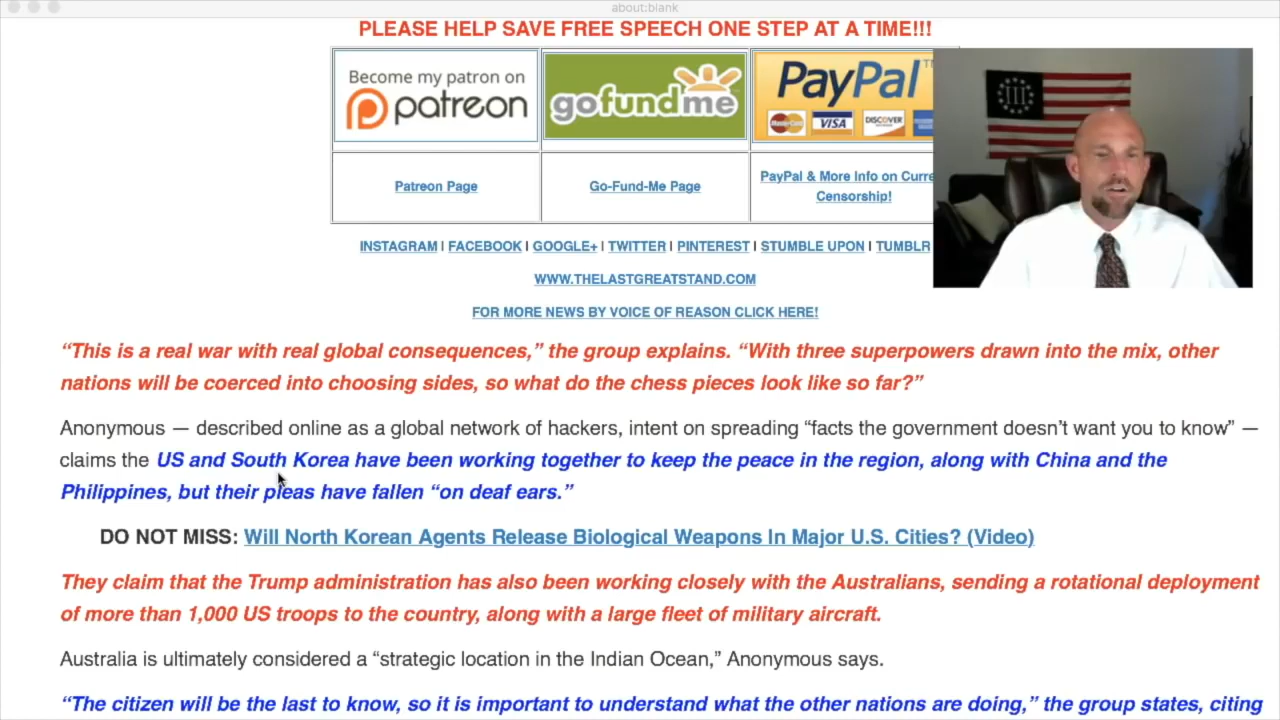 about:blank
PLEASE HELP SAVE FREE SPEECH ONE STEP AT A TIME!!!
Become my patron on
patreon
gofundme
PayPal TM
MasterCard VISA DISCOVER
Patreon Page
Go-Fund-Me Page
PayPal & More Info on
Censorship!
III
INSTAGRAM | FACEBOOK | GOOGLE+ | TWITTER | PINTEREST | STUMBLE UPON | TUMBLR
WWW.THELASTGREATSTAND.COM
FOR MORE NEWS BY VOICE OF REASON CLICK HERE!
“This is a real war with real global consequences,” the group explains. “With three superpowers drawn into the mix, other
nations will be coerced into choosing sides, so what do the chess pieces look like so far?”
Anonymous — described online as a global network of hackers, intent on spreading “facts the government doesn’t want you to know” —
claims the US and South Korea have been working together to keep the peace in the region, along with China and the
Philippines, but their pleas have fallen “on deaf ears.”
DO NOT MISS: Will North Korean Agents Release Biological Weapons In Major U.S. Cities? (Video)
They claim that the Trump administration has also been working closely with the Australians, sending a rotational deployment
of more than 1,000 US troops to the country, along with a large fleet of military aircraft.
Australia is ultimately considered a “strategic location in the Indian Ocean,” Anonymous says.
“The citizen will be the last to know, so it is important to understand what the other nations are doing,” the group states, citing